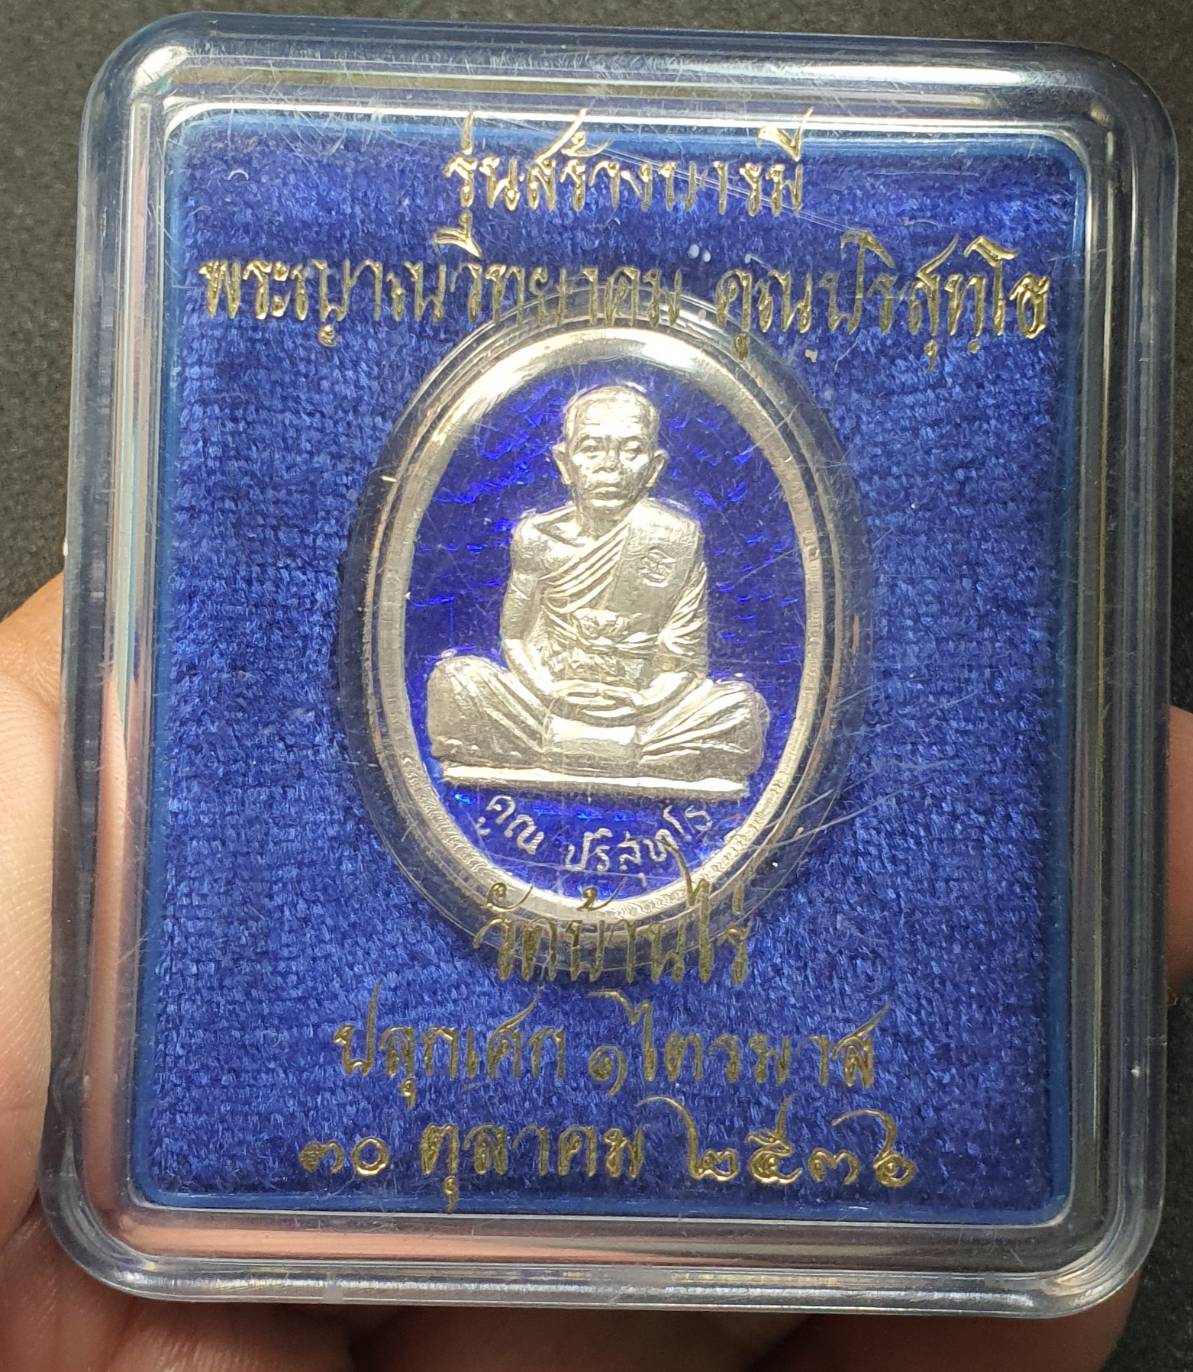 รุ่นสร้างบารมี
พระญาณวิทยาคม คูณปริสุทฺโธ
คูณ ปริสุทฺโธ
วัดบ้านไร่
ปลุกเศก ๑ ไตรมาส
๓๐ ตุลาคม ๒๕๓๖